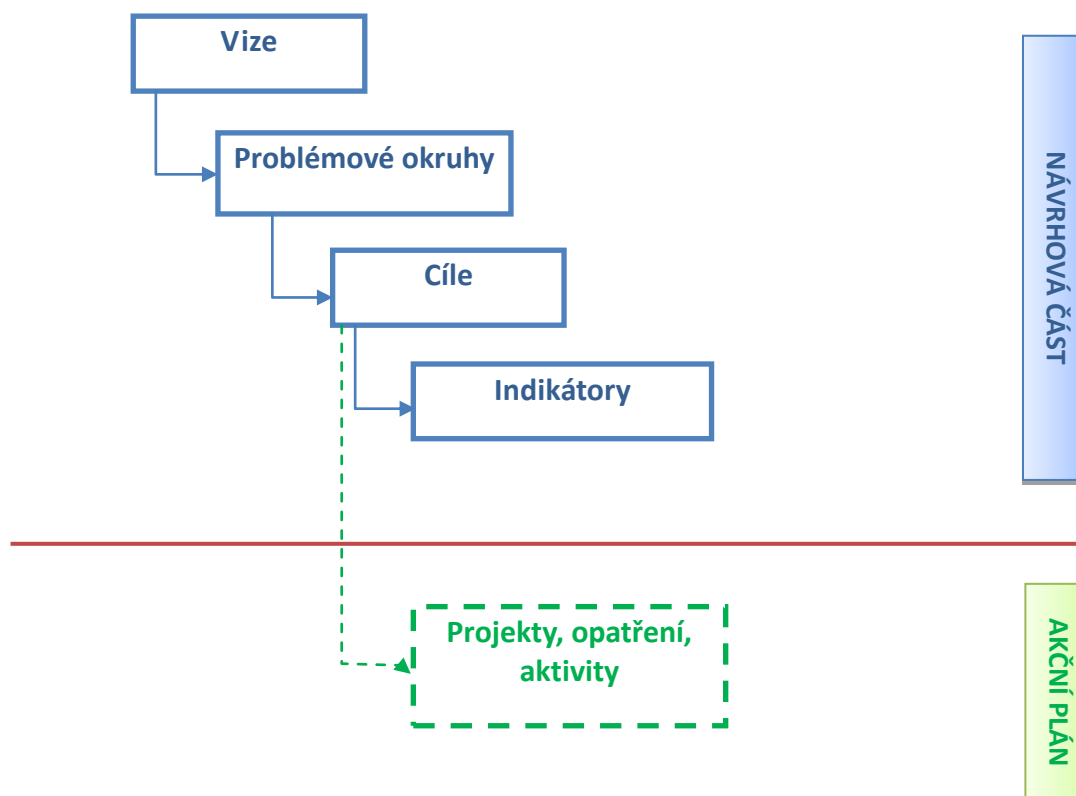 Vize
Problémové okruhy
Cíle
Indikátory
NÁVRHOVÁ ČÁST
Projekty, opatření,
aktivity
AKČNÍ PLÁN